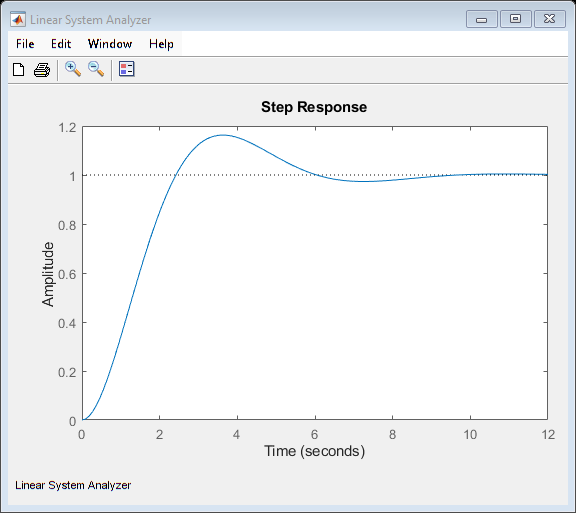 Linear System Analyzer
File Edit Window Help
Step Response
1.2
1
0.8
0.6
0.4
0.2
0
Amplitude
0 2 4 6 8 10 12
Time (seconds)
Linear System Analyzer